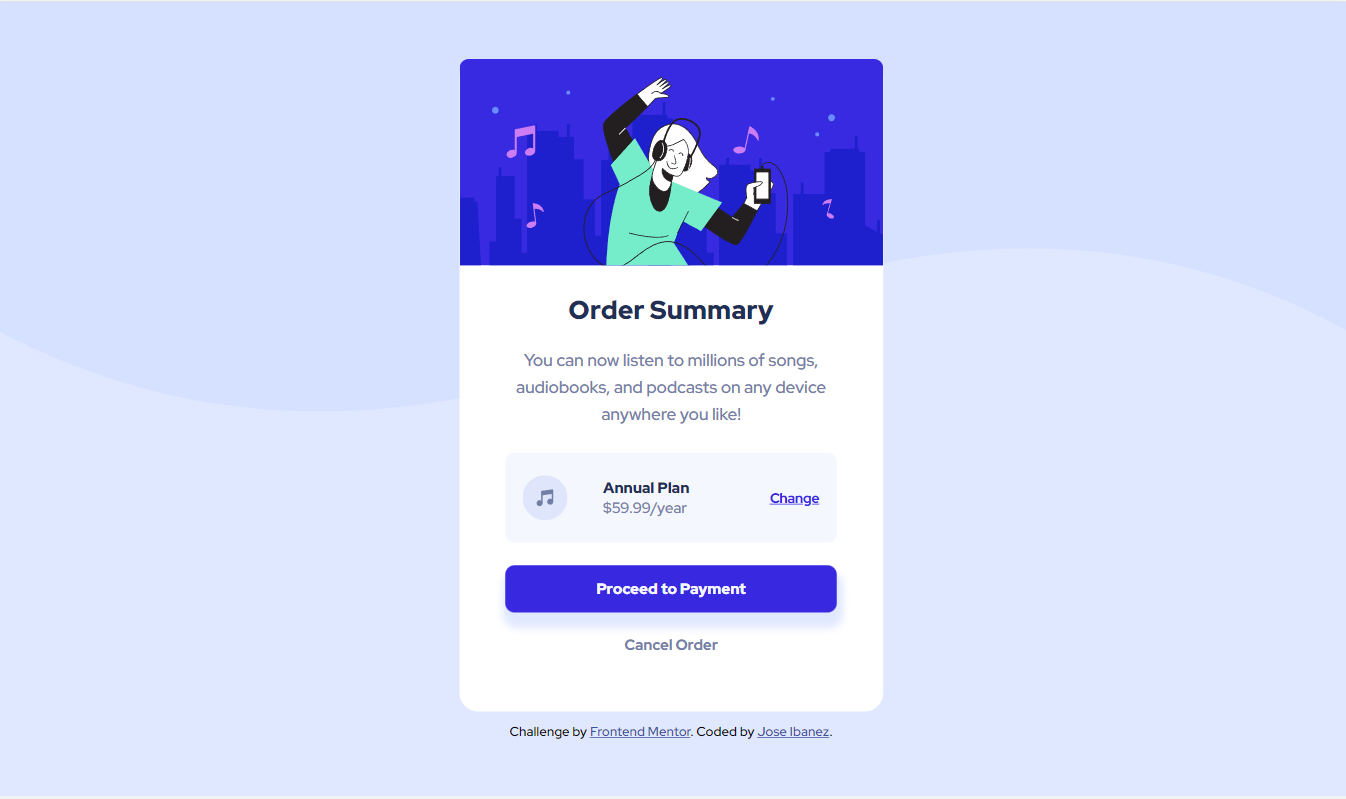 Order Summary
You can now listen to millions of songs,
audiobooks, and podcasts on any device
anywhere you like!
Annual Plan
$59.99/year
Change
Proceed to Payment
Cancel Order
Challenge by Frontend Mentor. Coded by Jose Ibanez.